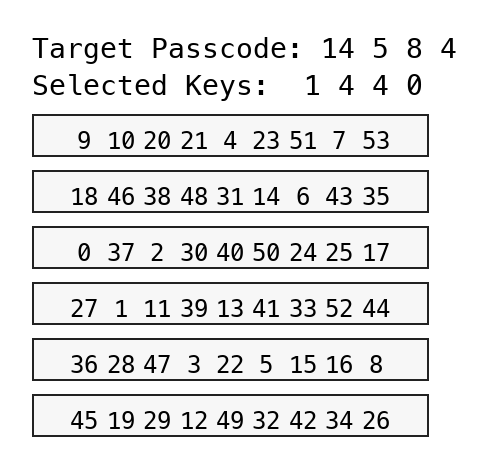 Target Passcode: 14 5 8 4
Selected Keys: 1 4 4 0
9 10 20 21 4 23 51 7 53
18 46 38 48 31 14 6 43 35
0 37 2 30 40 50 24 25 17
27 1 11 39 13 41 33 52 44
36 28 47 3 22 5 15 16 8
45 19 29 12 49 32 42 34 26